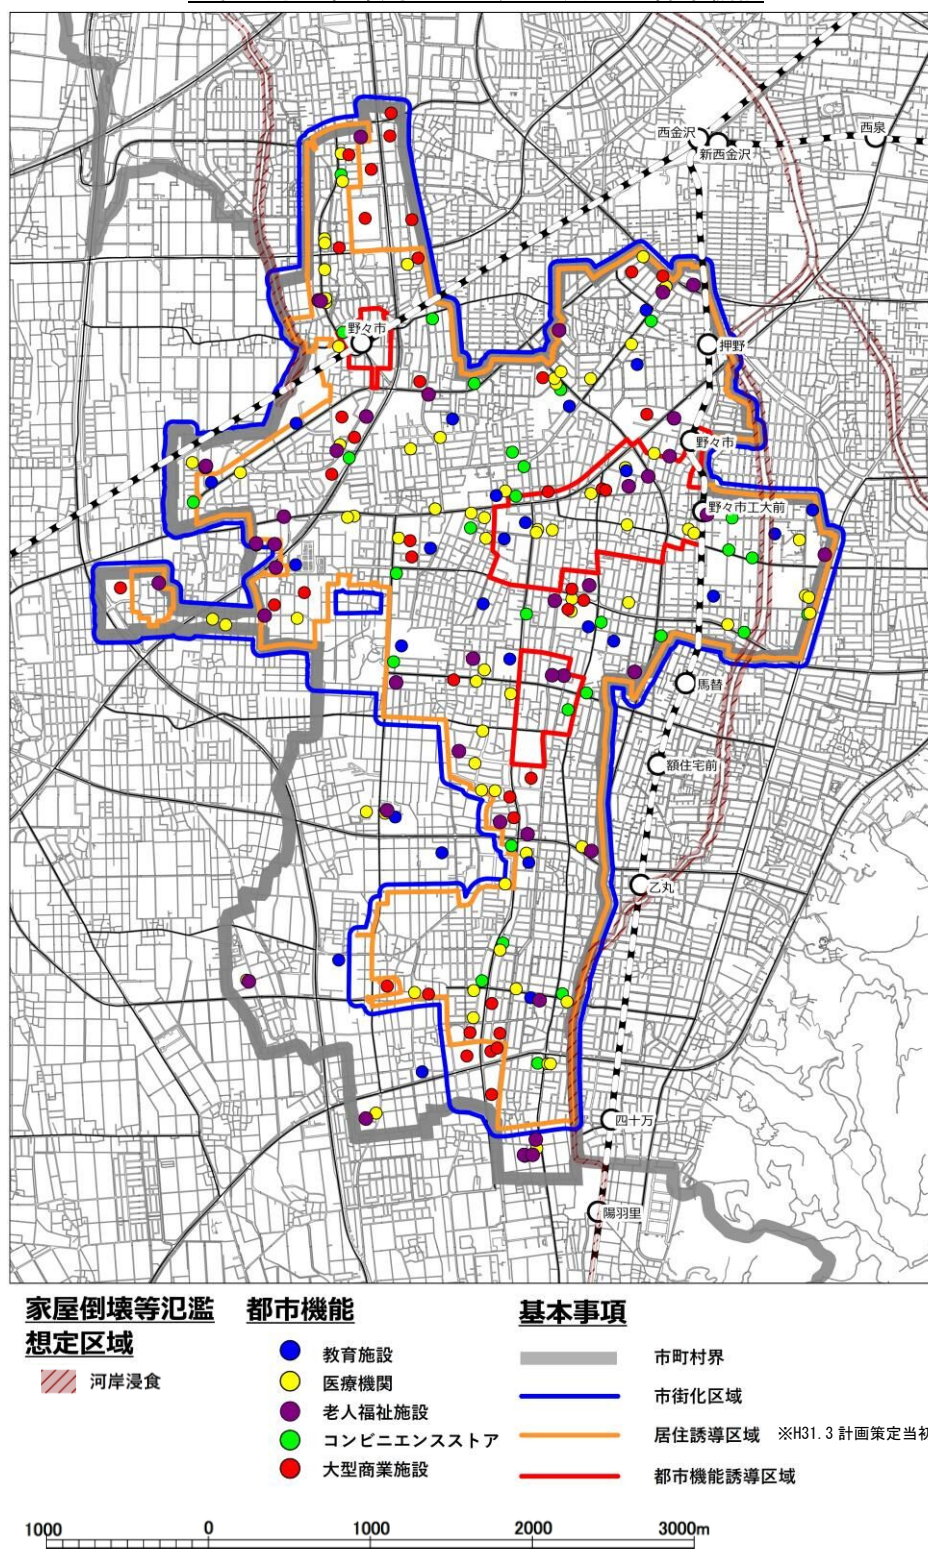 西金沢
新西金沢
西泉
野々市
押野
野々市
野々市工大前
馬替
額住宅前
乙丸
四十万
陽羽里
家屋倒壊等氾濫
想定区域
河岸浸食
都市機能
教育施設
医療機関
老人福祉施設
コンビニエンスストア
大型商業施設
基本事項
市町村界
市街化区域
居住誘導区域 ※H31.3 計画策定当初
都市機能誘導区域
1000 0 1000 2000 3000m